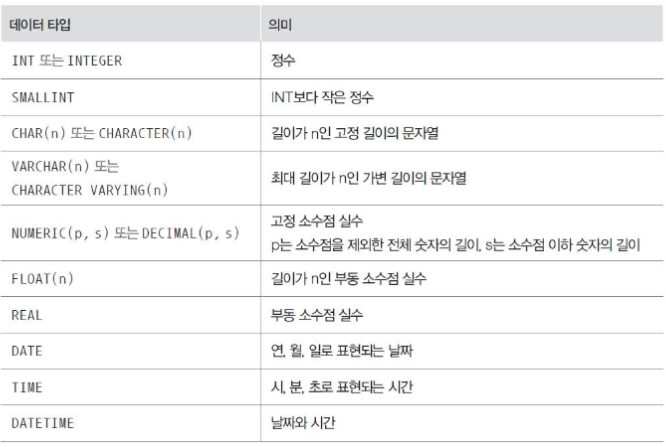 데이터 타입 의미
INT 또는 INTEGER 정수
SMALLINT INT보다 작은 정수
CHAR(n) 또는 CHARACTER(n) 길이가 n인 고정 길이의 문자열
VARCHAR(n) 또는
CHARACTER VARYING(n) 최대 길이가 n인 가변 길이의 문자열
NUMERIC(p, s) 또는 DECIMAL(p, s) 고정 소수점 실수
p는 소수점을 제외한 전체 숫자의 길이, s는 소수점 이하 숫자의 길이
FLOAT(n) 길이가 n인 부동 소수점 실수
REAL 부동 소수점 실수
DATE 연, 월, 일로 표현되는 날짜
TIME 시, 분, 초로 표현되는 시간
DATETIME 날짜와 시간